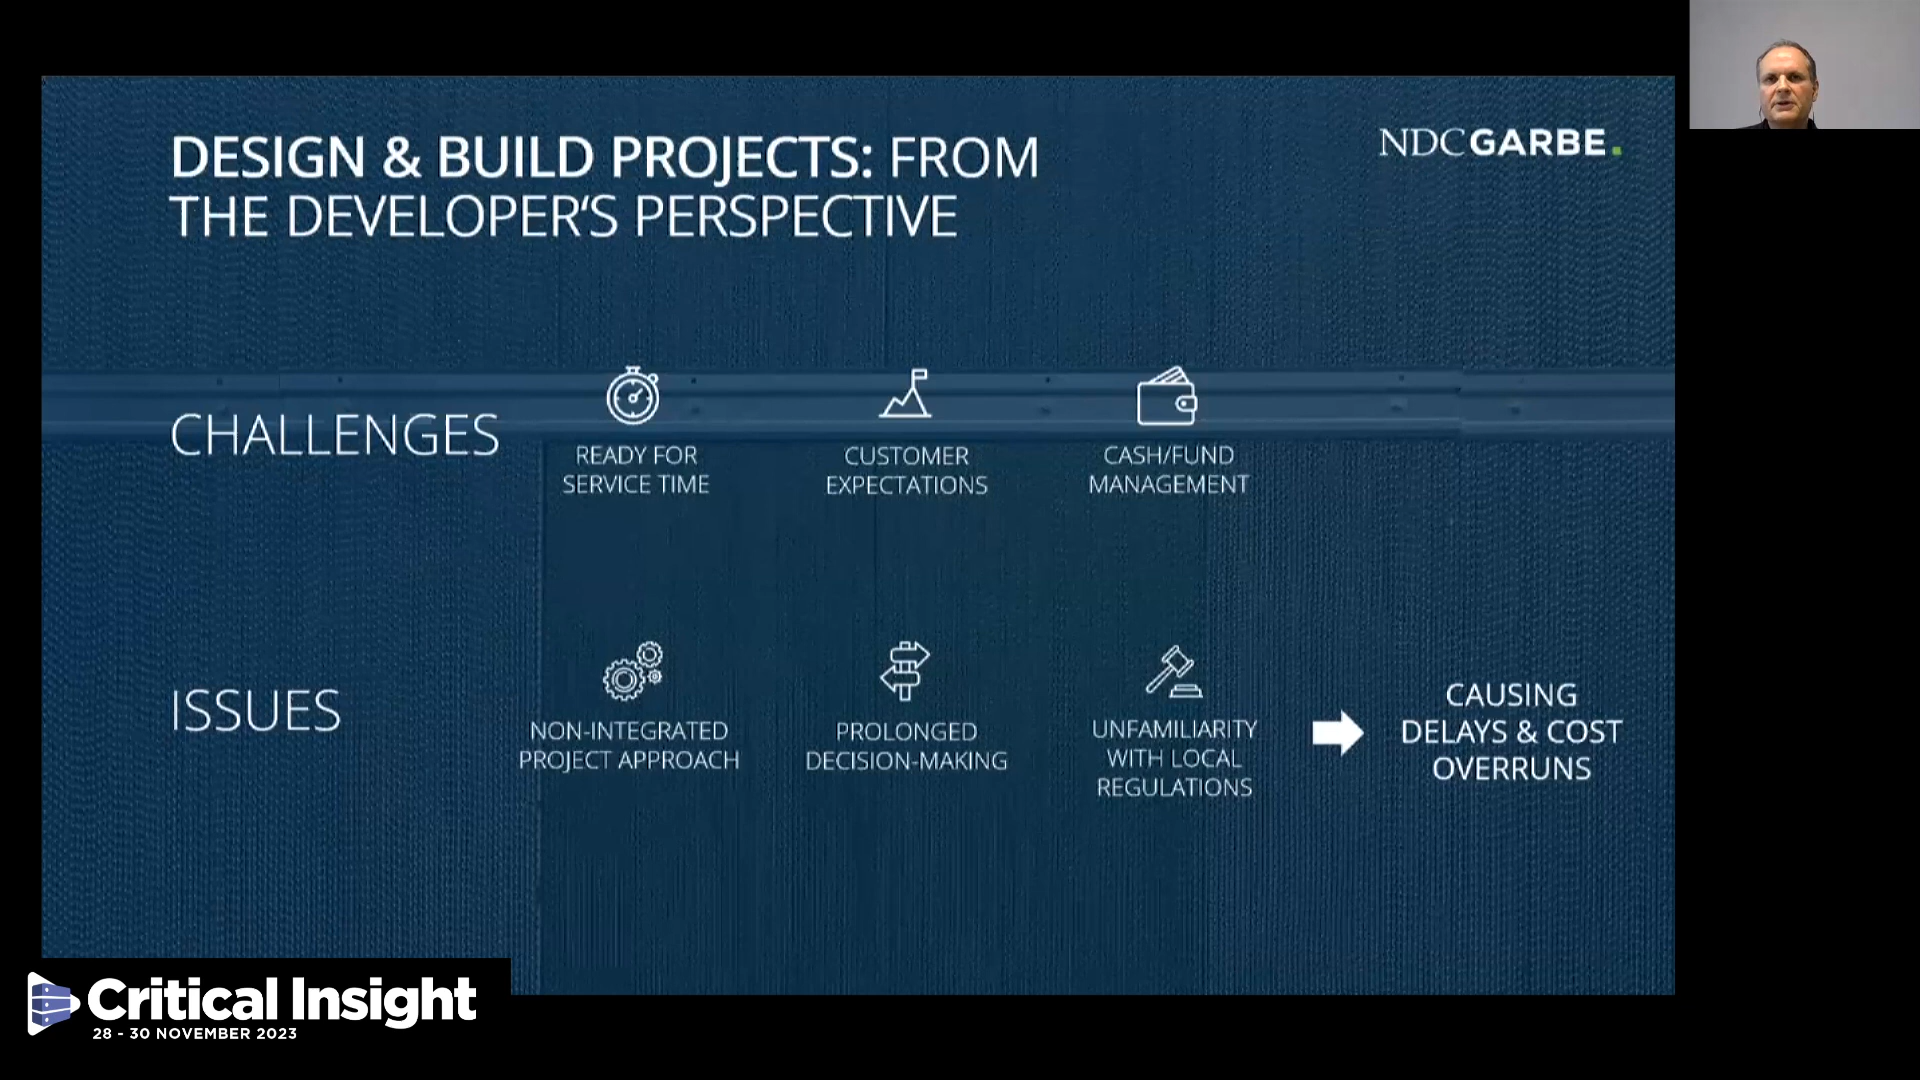 DESIGN & BUILD PROJECTS: FROM
THE DEVELOPER‘S PERSPECTIVE
NDCGARBE.
CHALLENGES
READY FOR
SERVICE TIME
CUSTOMER
EXPECTATIONS
CASH/FUND
MANAGEMENT
ISSUES
NON-INTEGRATED
PROJECT APPROACH
PROLONGED
DECISION-MAKING
UNFAMILIARITY
WITH LOCAL
REGULATIONS
CAUSING
DELAYS & COST
OVERRUNS
Critical Insight
28 - 30 NOVEMBER 2023